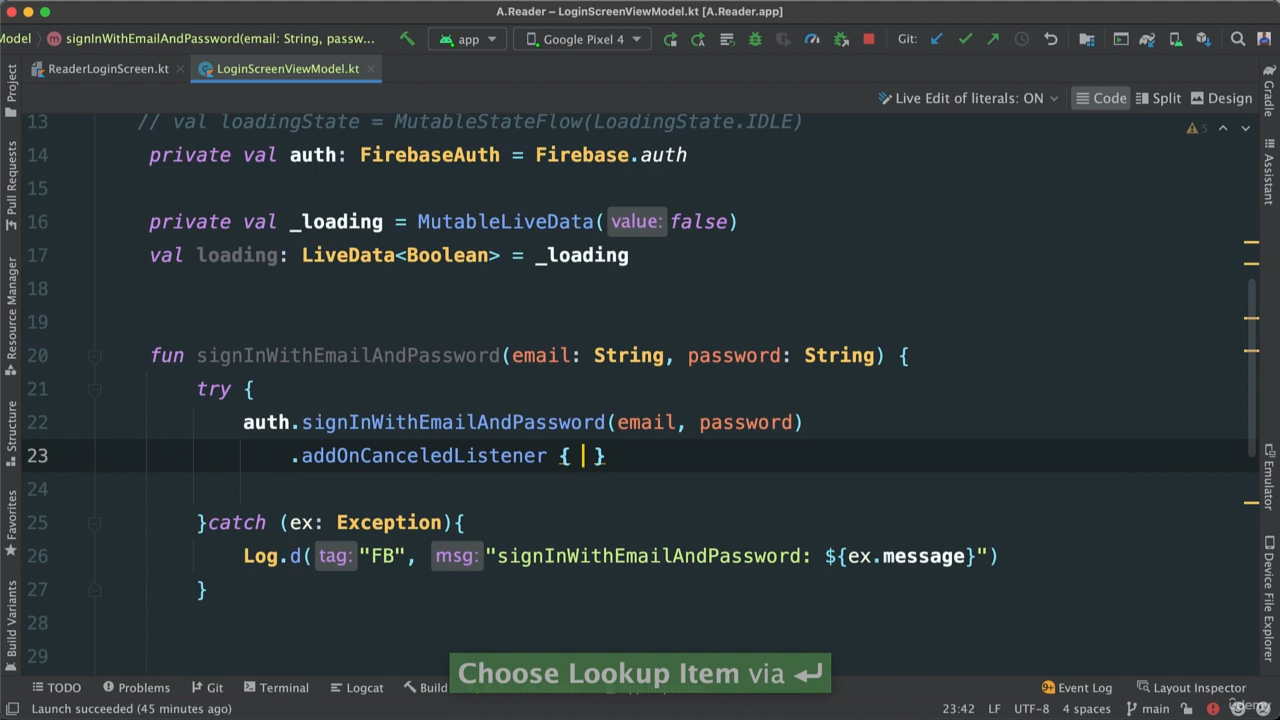 A.Reader – LoginScreenViewModel.kt [A.Reader.app]
Model signInWithEmailAndPassword(email: String, passw... app Google Pixel 4 Git:
ReaderLoginScreen.kt LoginScreenViewModel.kt
Live Edit of literals: ON Code Split Design
13 // val loadingState = MutableStateFlow(LoadingState.IDLE)
5
14 private val auth: FirebaseAuth = Firebase.auth
15
16 private val _loading = MutableLiveData( value: false)
17 val loading: LiveData<Boolean> = _loading
18
19
20 fun signInWithEmailAndPassword(email: String, password: String) {
21 try {
22 auth.signInWithEmailAndPassword(email, password)
23 .addOnCanceledListener { }
24
25 }catch (ex: Exception){
26 Log.d( tag: "FB", msg: "signInWithEmailAndPassword: ${ex.message}")
27 }
28
29
Project
Pull Requests
Resource Manager
Structure
Favorites
Build Variants
Gradle
Assistant
Emulator
Device File Explorer
Choose Lookup Item via ↵
TODO Problems Git Terminal Logcat Build Event Log Layout Inspector
Launch succeeded (45 minutes ago) 23:42 LF UTF-8 4 spaces main
ûdemy